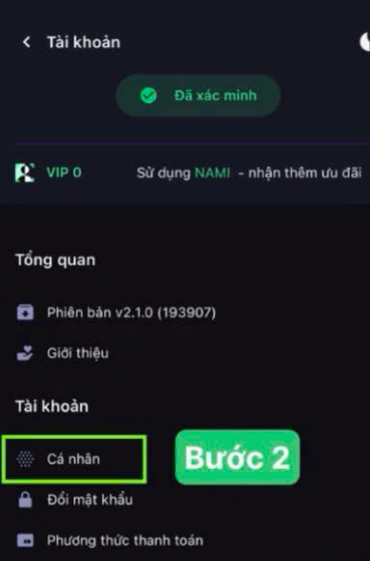 Tài khoản
Đã xác minh
VIP 0 Sử dụng NAMI - nhận thêm ưu đãi
Tổng quan
Phiên bản v2.1.0 (193907)
Giới thiệu
Tài khoản
Cá nhân
Bước 2
Đổi mật khẩu
Phương thức thanh toán